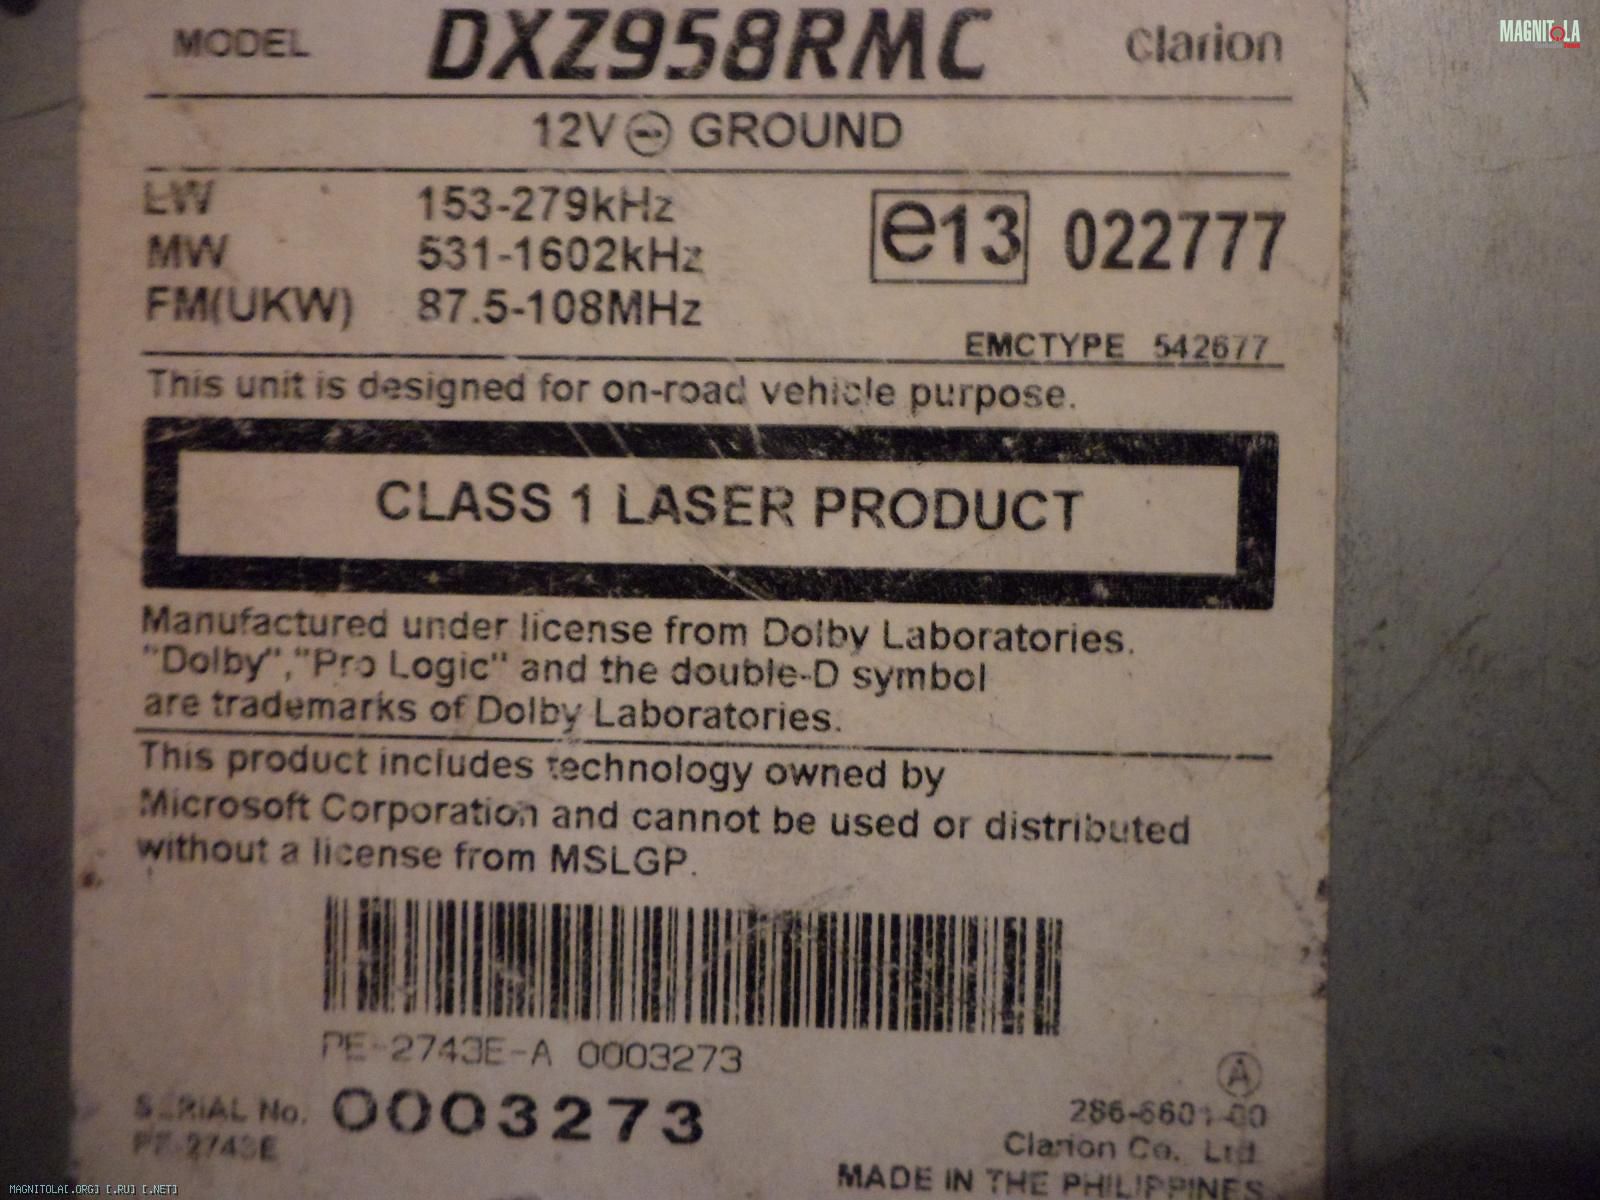 MAGNITOLA
MODEL DXZ958RMC Clarion
12V GROUND
LW 153-279kHz
MW 531-1602kHz
e13 022777
FM(UKW) 87.5-108MHz
EMCTYPE 542677
This unit is designed for on-road vehicle purpose.
CLASS 1 LASER PRODUCT
Manufactured under license from Dolby Laboratories.
"Dolby","Pro Logic" and the double-D symbol
are trademarks of Dolby Laboratories.
This product includes technology owned by
Microsoft Corporation and cannot be used or distributed
without a license from MSLGP.
PE-2743E-A 0003273
A
SERIAL No. 0003273
286-6601-00
PE-2743E
Clarion Co. Ltd.
MADE IN THE PHILIPPINES
MAGNITOLA[.ORG] [.RU] [.NET]